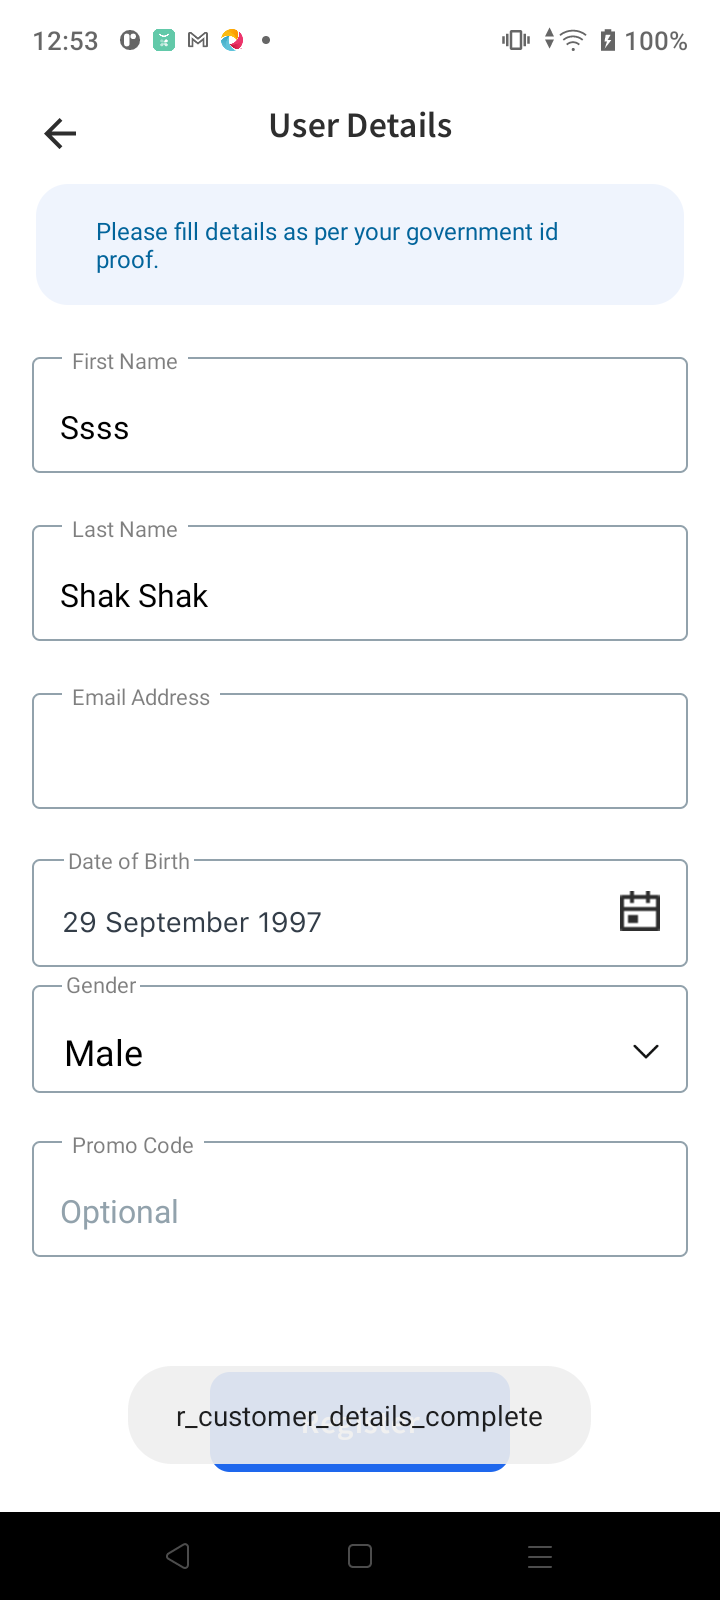 12:53
100%
User Details
Please fill details as per your government id
proof.
First Name
Ssss
Last Name
Shak Shak
Email Address
Date of Birth
29 September 1997
Gender
Male
Promo Code
Optional
r_customer_details_complete
Register